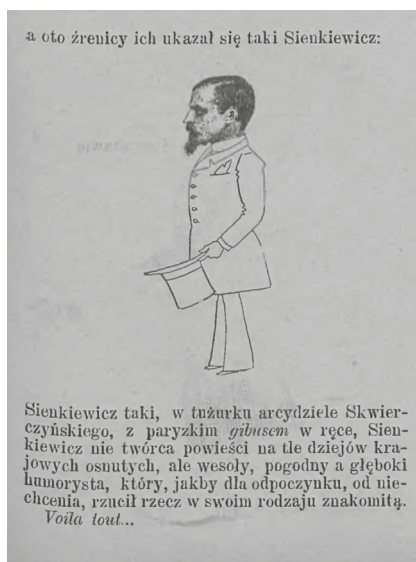 a oto źrenicy ich ukazał się taki Sienkiewicz:
Sienkiewicz taki, w tużurku arcydziele Skwier-
czyńskiego, z paryzkim gibusem w ręce, Sien-
kiewicz nie twórca powieści na tle dziejów kra-
jowych osnutych, ale wesoły, pogodny a głęboki
humorysta, który, jakby dla odpoczynku, od nie-
chcenia, rzucił rzecz w swoim rodzaju znakomitą.
Voila tout...